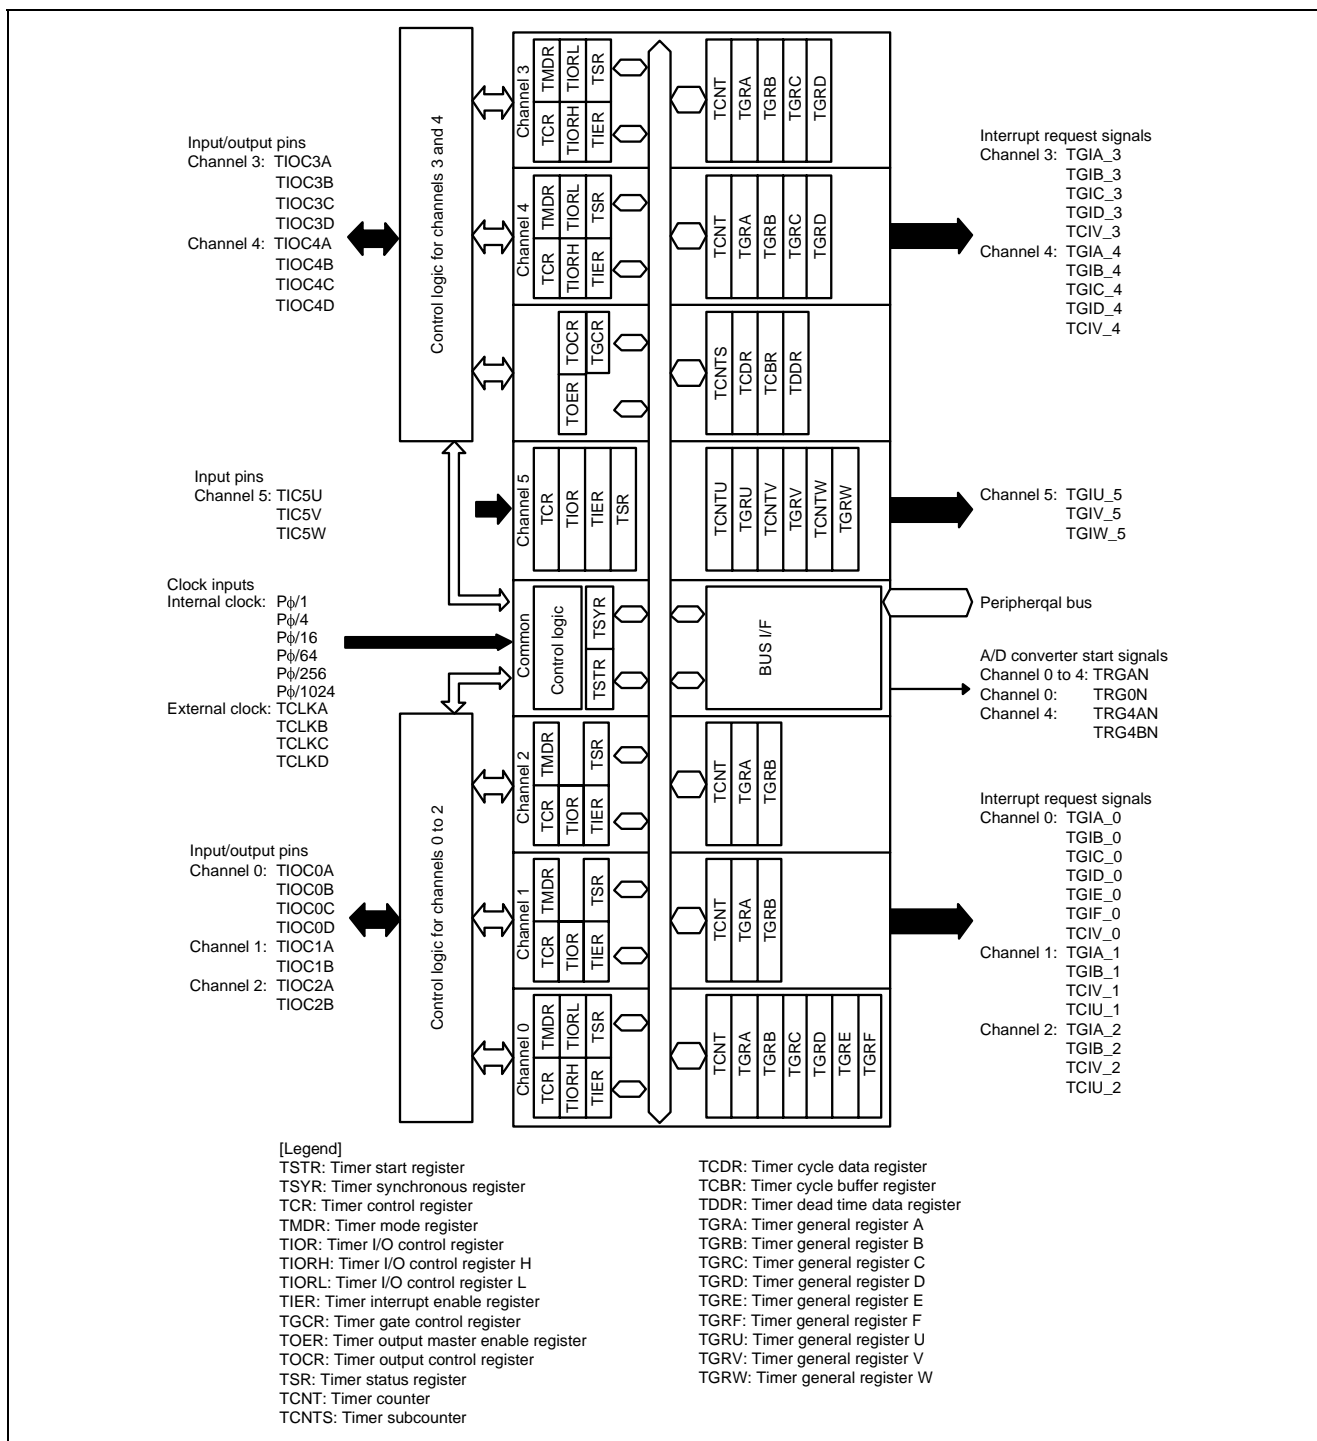 Input/output pins
Channel 3: TIOC3A
TIOC3B
TIOC3C
TIOC3D
Channel 4: TIOC4A
TIOC4B
TIOC4C
TIOC4D
Input pins
Channel 5: TIC5U
TIC5V
TIC5W
Clock inputs
Internal clock: Pφ/1
Pφ/4
Pφ/16
Pφ/64
Pφ/256
Pφ/1024
External clock: TCLKA
TCLKB
TCLKC
TCLKD
Input/output pins
Channel 0: TIOC0A
TIOC0B
TIOC0C
TIOC0D
Channel 1: TIOC1A
TIOC1B
Channel 2: TIOC2A
TIOC2B
Control logic for channels 3 and 4
Control logic for channels 0 to 2
Channel 3
TCR
TMDR
TIORH
TIORL
TIER
TSR
TCNT
TGRA
TGRB
TGRC
TGRD
Channel 4
TCR
TMDR
TIORH
TIORL
TIER
TSR
TCNT
TGRA
TGRB
TGRC
TGRD
TOER
TOCR
TGCR
TCNTS
TCDR
TCBR
TDDR
Channel 5
TCR
TIOR
TIER
TSR
TCNTU
TGRU
TCNTV
TGRV
TCNTW
TGRW
Common
Control logic
TSTR
TSYR
BUS I/F
Channel 2
TCR
TMDR
TIOR
TIER
TSR
TCNT
TGRA
TGRB
Channel 1
TCR
TMDR
TIOR
TIER
TSR
TCNT
TGRA
TGRB
Channel 0
TCR
TMDR
TIORH
TIORL
TIER
TSR
TCNT
TGRA
TGRB
TGRC
TGRD
TGRE
TGRF
Interrupt request signals
Channel 3: TGIA_3
TGIB_3
TGIC_3
TGID_3
TCIV_3
Channel 4: TGIA_4
TGIB_4
TGIC_4
TGID_4
TCIV_4
Channel 5: TGIU_5
TGIV_5
TGIW_5
Peripherqal bus
A/D converter start signals
Channel 0 to 4: TRGAN
Channel 0: TRG0N
Channel 4: TRG4AN
TRG4BN
Interrupt request signals
Channel 0: TGIA_0
TGIB_0
TGIC_0
TGID_0
TGIE_0
TGIF_0
TCIV_0
Channel 1: TGIA_1
TGIB_1
TCIV_1
TCIU_1
Channel 2: TGIA_2
TGIB_2
TCIV_2
TCIU_2
[Legend]
TSTR: Timer start register
TSYR: Timer synchronous register
TCR: Timer control register
TMDR: Timer mode register
TIOR: Timer I/O control register
TIORH: Timer I/O control register H
TIORL: Timer I/O control register L
TIER: Timer interrupt enable register
TGCR: Timer gate control register
TOER: Timer output master enable register
TOCR: Timer output control register
TSR: Timer status register
TCNT: Timer counter
TCNTS: Timer subcounter
TCDR: Timer cycle data register
TCBR: Timer cycle buffer register
TDDR: Timer dead time data register
TGRA: Timer general register A
TGRB: Timer general register B
TGRC: Timer general register C
TGRD: Timer general register D
TGRE: Timer general register E
TGRF: Timer general register F
TGRU: Timer general register U
TGRV: Timer general register V
TGRW: Timer general register W